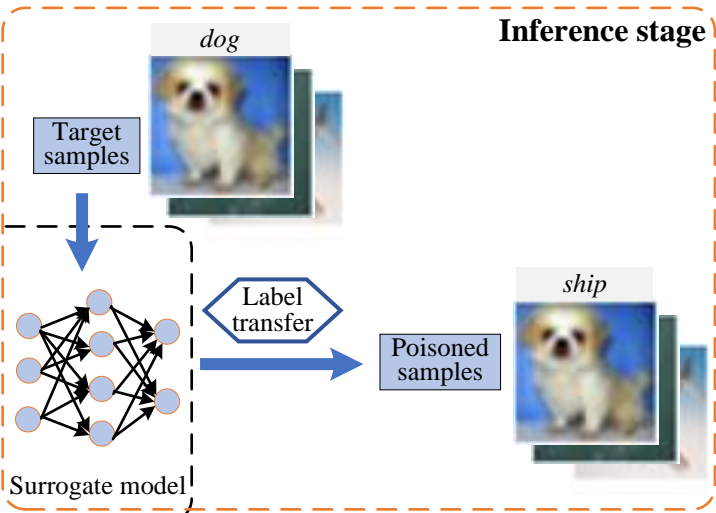 Inference stage
dog
Target
samples
Label
transfer
ship
Poisoned
samples
Surrogate model